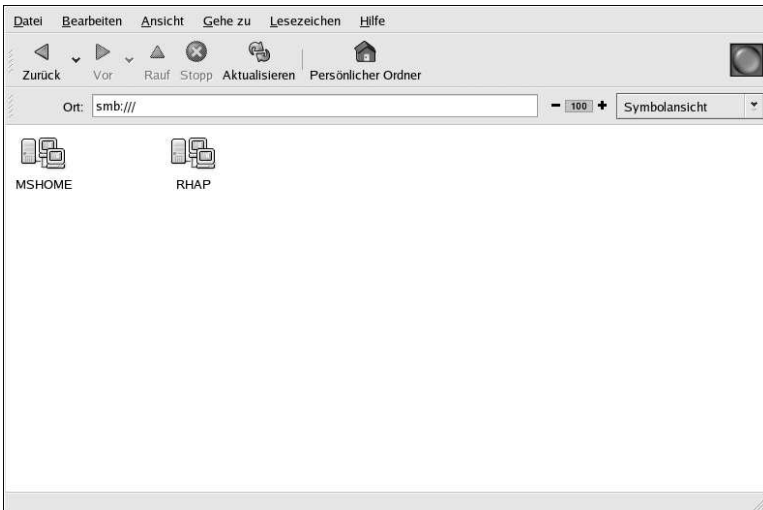 Datei Bearbeiten Ansicht Gehe zu Lesezeichen Hilfe
Zurück Vor Rauf Stopp Aktualisieren Persönlicher Ordner
Ort: smb:/// 100 Symbolansicht
MSHOME RHAP